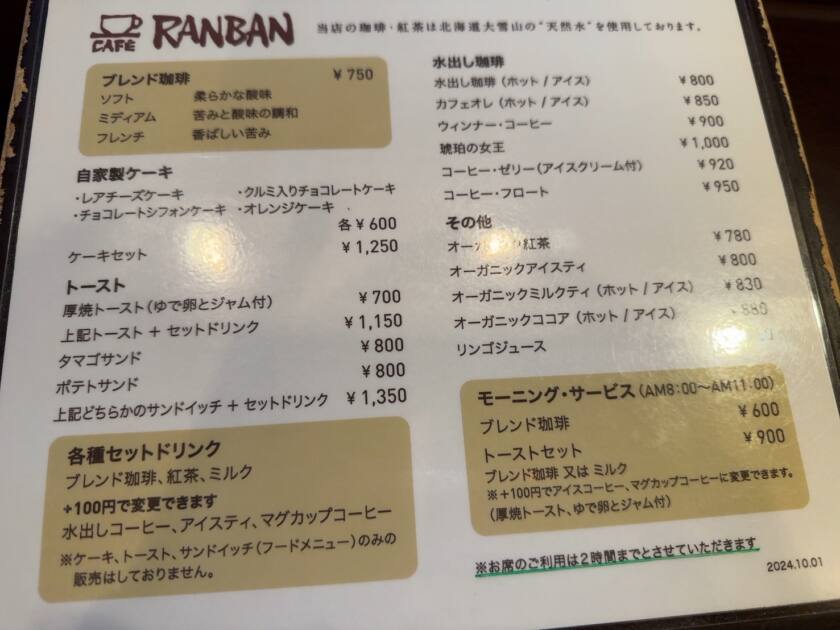 CAFÉ RANBAN
当店の珈琲・紅茶は北海道大雪山の"天然水"を使用しております。
ブレンド珈琲 ¥750
ソフト 柔らかな酸味
ミディアム 苦みと酸味の調和
フレンチ 香ばしい苦み
自家製ケーキ
・レアチーズケーキ ・クルミ入りチョコレートケーキ
・チョコレートシフォンケーキ ・オレンジケーキ
各¥600
ケーキセット ¥1,250
トースト
厚焼トースト(ゆで卵とジャム付) ¥700
上記トースト + セットドリンク ¥1,150
タマゴサンド ¥800
ポテトサンド ¥800
上記どちらかのサンドイッチ + セットドリンク ¥1,350
各種セットドリンク
ブレンド珈琲、紅茶、ミルク
+100円で変更できます
水出しコーヒー、アイスティ、マグカップコーヒー
※ケーキ、トースト、サンドイッチ(フードメニュー)のみの
販売はしておりません。
水出し珈琲
水出し珈琲(ホット / アイス) ¥800
カフェオレ(ホット / アイス) ¥850
ウィンナー・コーヒー ¥900
琥珀の女王 ¥1,000
コーヒー・ゼリー(アイスクリーム付) ¥920
コーヒー・フロート ¥950
その他
オーガニック紅茶 ¥780
オーガニックアイスティ ¥800
オーガニックミルクティ(ホット / アイス) ¥830
オーガニックココア(ホット / アイス) ¥880
リンゴジュース
モーニング・サービス(AM8:00〜AM11:00)
ブレンド珈琲 ¥600
トーストセット ¥900
ブレンド珈琲 又は ミルク
※+100円でアイスコーヒー、マグカップコーヒーに変更できます。
(厚焼トースト、ゆで卵とジャム付)
※お席のご利用は2時間までとさせていただきます
2024.10.01